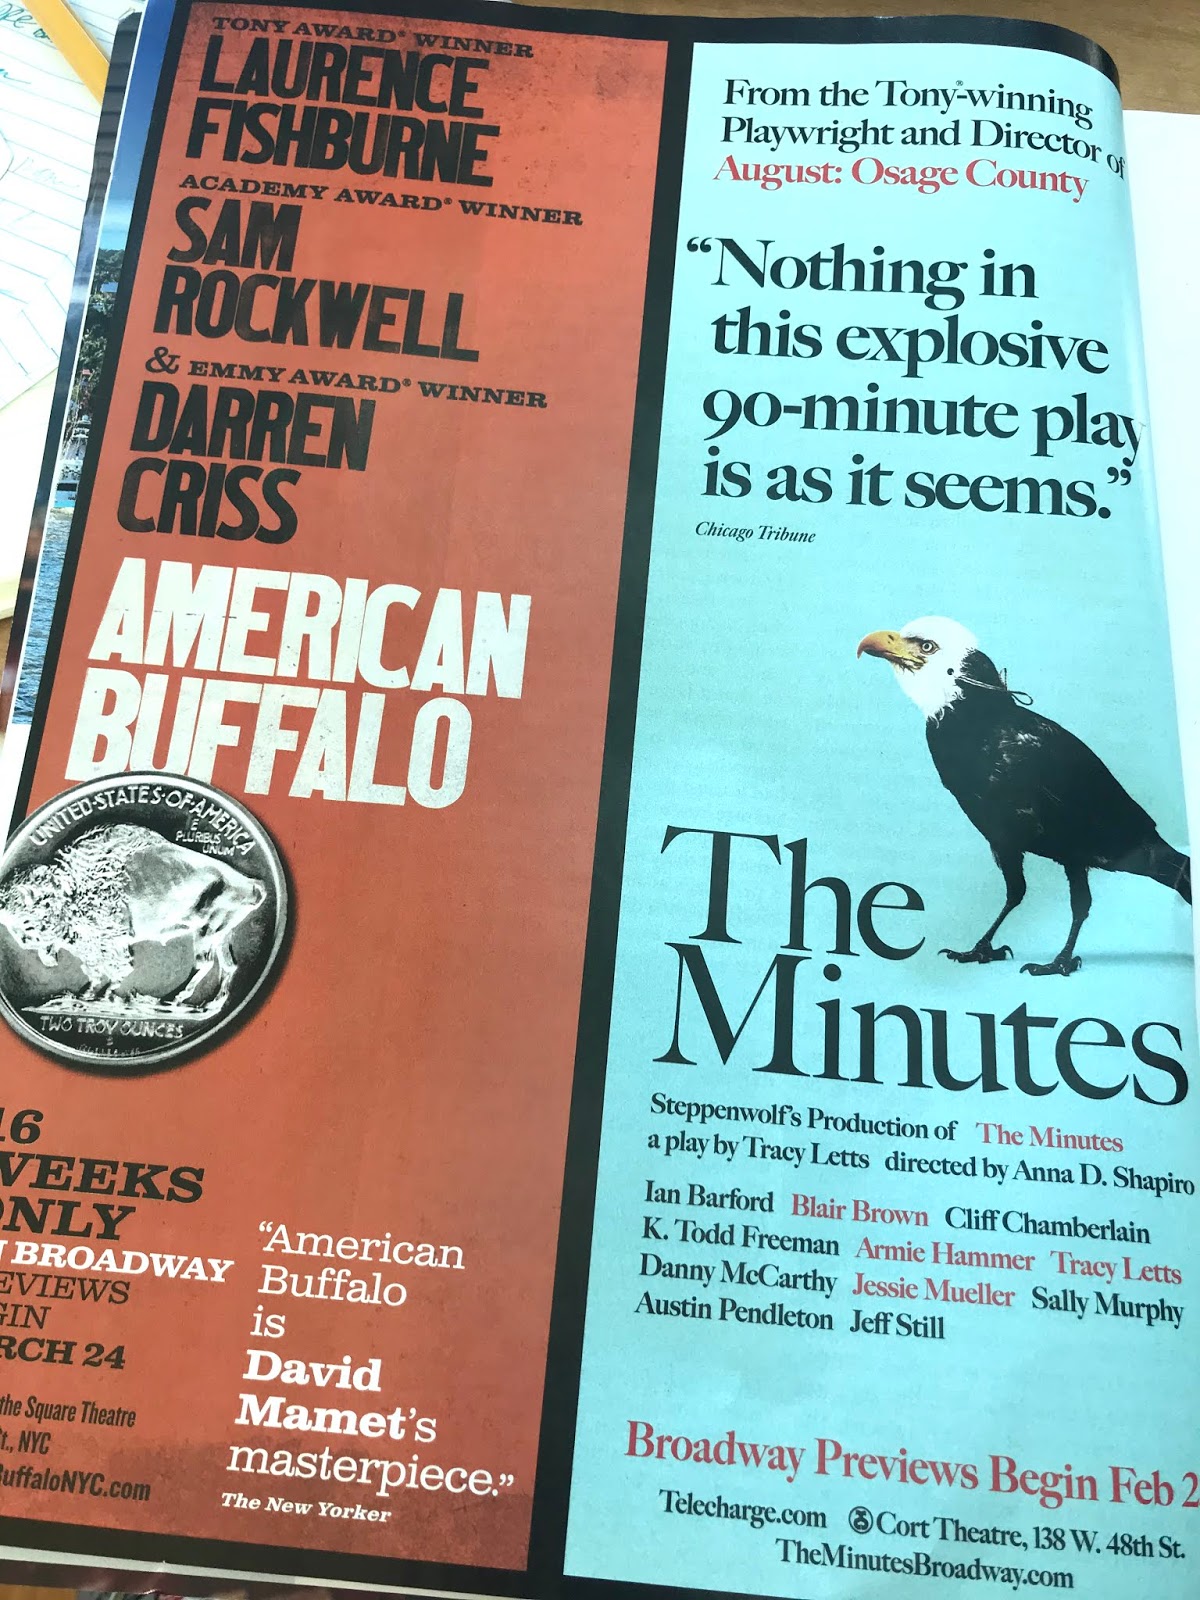 TONY AWARD® WINNER
LAURENCE
FISHBURNE
ACADEMY AWARD® WINNER
SAM
ROCKWELL
& EMMY AWARD® WINNER
DARREN
CRISS
AMERICAN
BUFFALO
UNITED·STATES·OF·AMERICA
E
PLURIBUS
UNUM
TWO TROY OUNCES
16
WEEKS
ONLY
BROADWAY
EVIEWS
GIN
RCH 24
the Square Theatre
t., NYC
BuffaloNYC.com
“American
Buffalo
is
David
Mamet’s
masterpiece.”
The New Yorker
From the Tony®-winning
Playwright and Director of
August: Osage County
“Nothing in
this explosive
90-minute play
is as it seems.”
Chicago Tribune
The
Minutes
Steppenwolf’s Production of The Minutes
a play by Tracy Letts directed by Anna D. Shapiro
Ian Barford Blair Brown Cliff Chamberlain
K. Todd Freeman Armie Hammer Tracy Letts
Danny McCarthy Jessie Mueller Sally Murphy
Austin Pendleton Jeff Still
Broadway Previews Begin Feb 2
Telecharge.com Cort Theatre, 138 W. 48th St.
TheMinutesBroadway.com